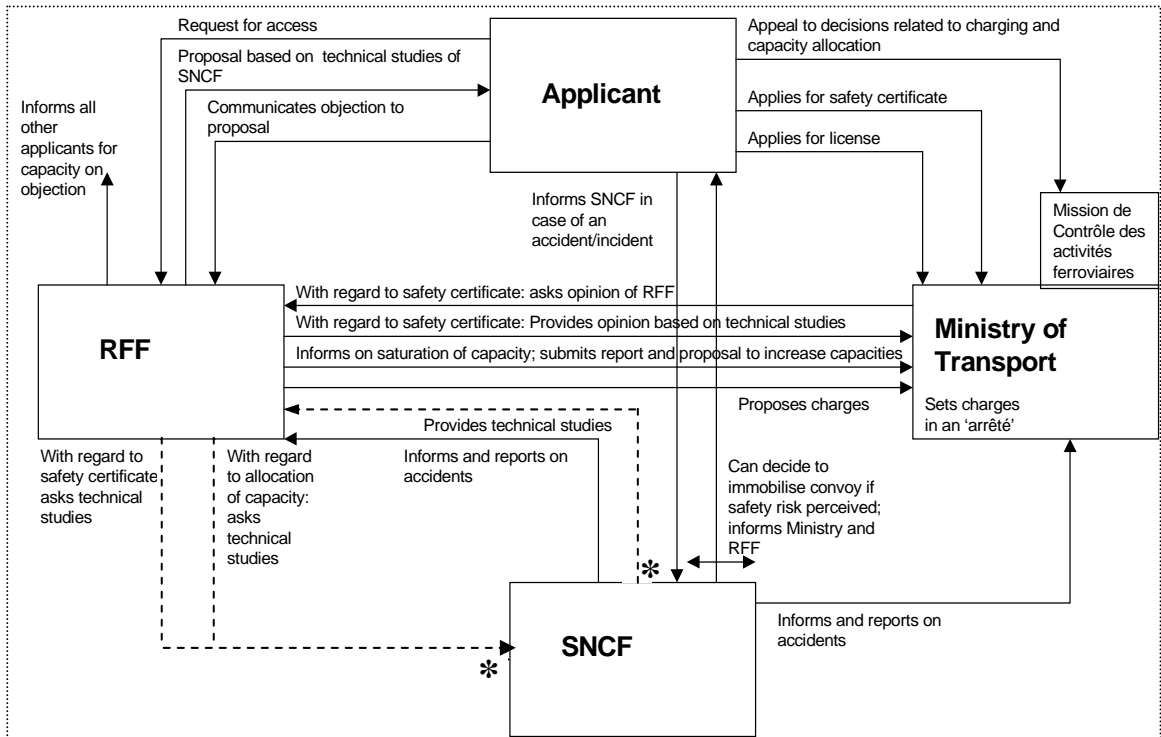 Request for access
Proposal based on technical studies of
SNCF
Communicates objection to
proposal
Informs all
other
applicants for
capacity on
objection
Applicant
Appeal to decisions related to charging and
capacity allocation
Applies for safety certificate
Applies for license
Informs SNCF in
case of an
accident/incident
Mission de
Contrôle des
activités
ferroviaires
RFF
With regard to safety certificate: asks opinion of RFF
With regard to safety certificate: Provides opinion based on technical studies
Informs on saturation of capacity; submits report and proposal to increase capacities
Proposes charges
Ministry of
Transport
Sets charges
in an ‘arrêté’
Provides technical studies
Informs and reports on
accidents
With regard to
safety certificate
asks technical
studies
With regard
to allocation
of capacity:
asks
technical
studies
Can decide to
immobilise convoy if
safety risk perceived;
informs Ministry and
RFF
*
*
SNCF
Informs and reports on
accidents